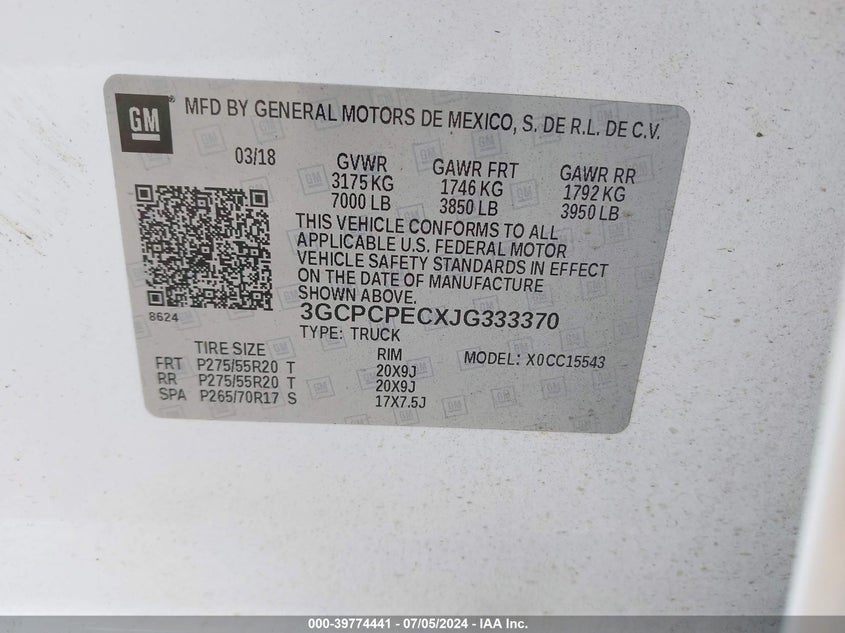 GM ® MFD BY GENERAL MOTORS DE MEXICO, S. DE R.L. DE C.V.
03/18 GVWR GAWR FRT GAWR RR
3175 KG 1746 KG 1792 KG
7000 LB 3850 LB 3950 LB
THIS VEHICLE CONFORMS TO ALL
APPLICABLE U.S. FEDERAL MOTOR
VEHICLE SAFETY STANDARDS IN EFFECT
ON THE DATE OF MANUFACTURE
SHOWN ABOVE.
8624
3GCPCPECXJG333370
TYPE: TRUCK
TIRE SIZE RIM MODEL: X0CC15543
FRT P275/55R20 T 20X9J
RR P275/55R20 T 20X9J
SPA P265/70R17 S 17X7.5J
000-39774441 - 07/05/2024 - IAA Inc.